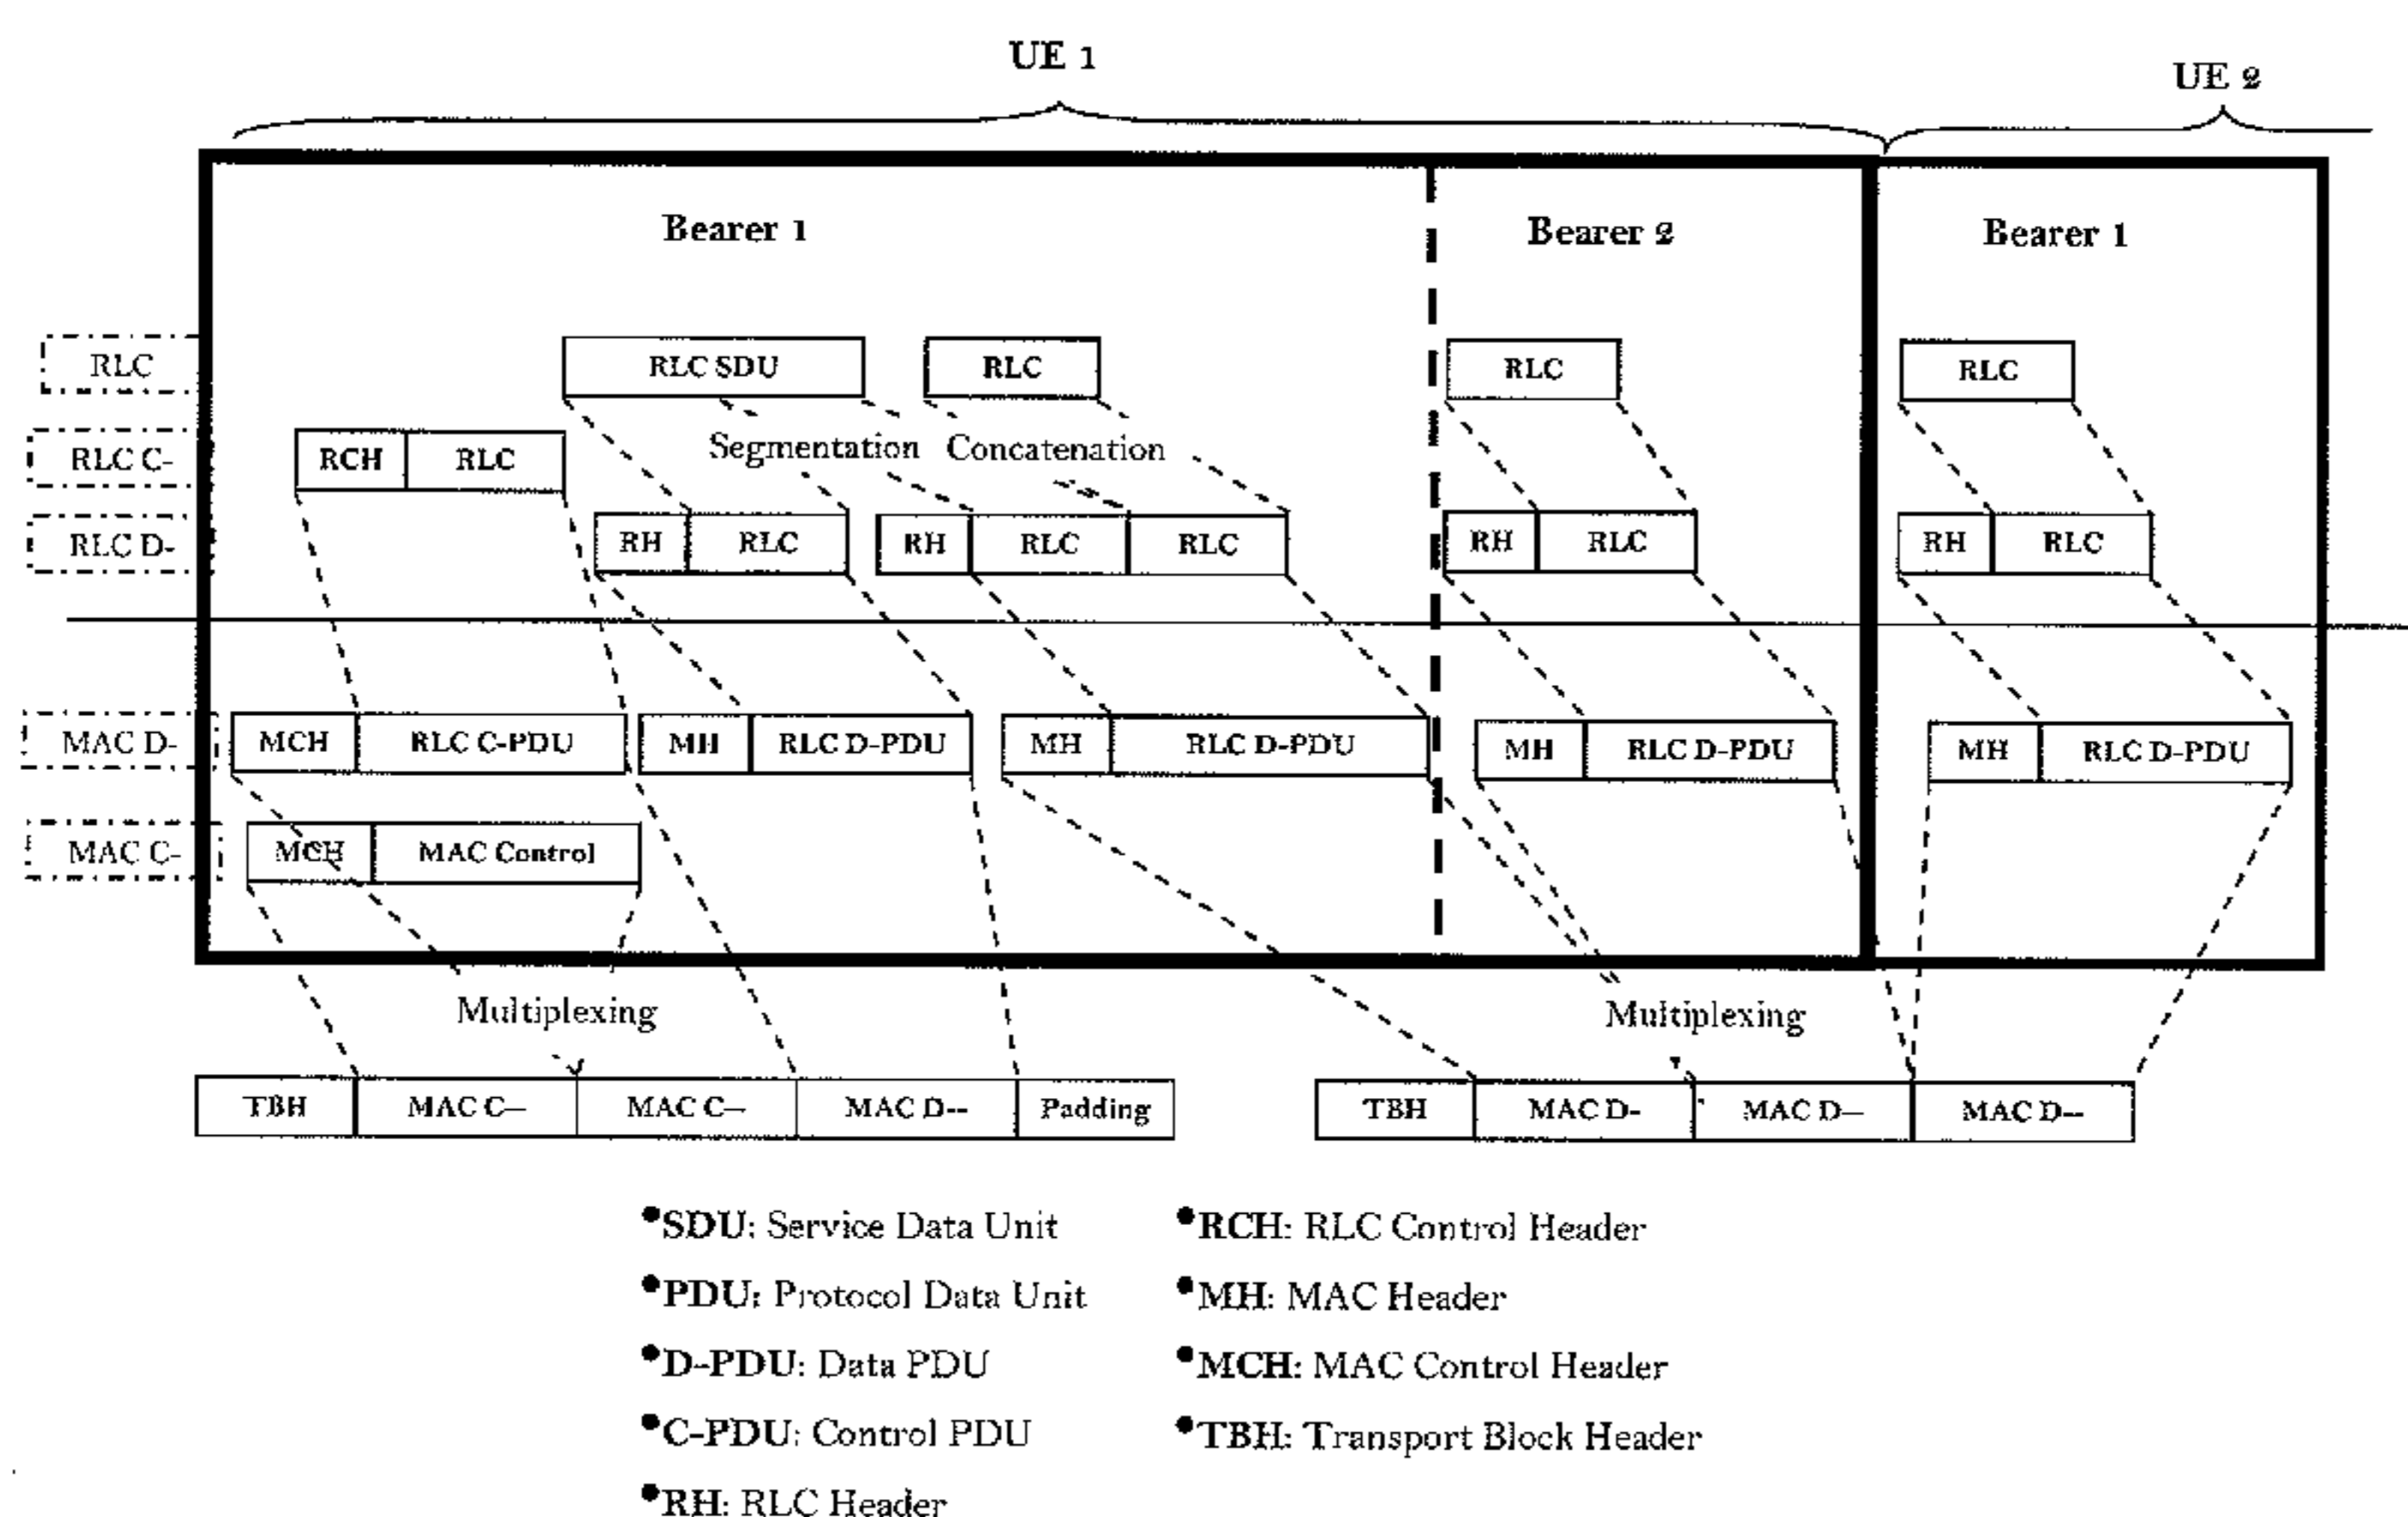 UE 1
UE 2
Bearer 1 Bearer 2 Bearer 1
RLC RLC SDU RLC RLC RLC
Segmentation Concatenation
RLC C- RCH RLC
RLC D- RH RLC RH RLC RLC RH RLC RH RLC
MAC D- MCH RLC C-PDU MH RLC D-PDU MH RLC D-PDU MH RLC D-PDU MH RLC D-PDU
MAC C- MCH MAC Control
Multiplexing Multiplexing
TBH MAC C-- MAC C-- MAC D-- Padding TBH MAC D- MAC D-- MAC D--
•SDU: Service Data Unit
•PDU: Protocol Data Unit
•D-PDU: Data PDU
•C-PDU: Control PDU
•RH: RLC Header
•RCH: RLC Control Header
•MH: MAC Header
•MCH: MAC Control Header
•TBH: Transport Block Header